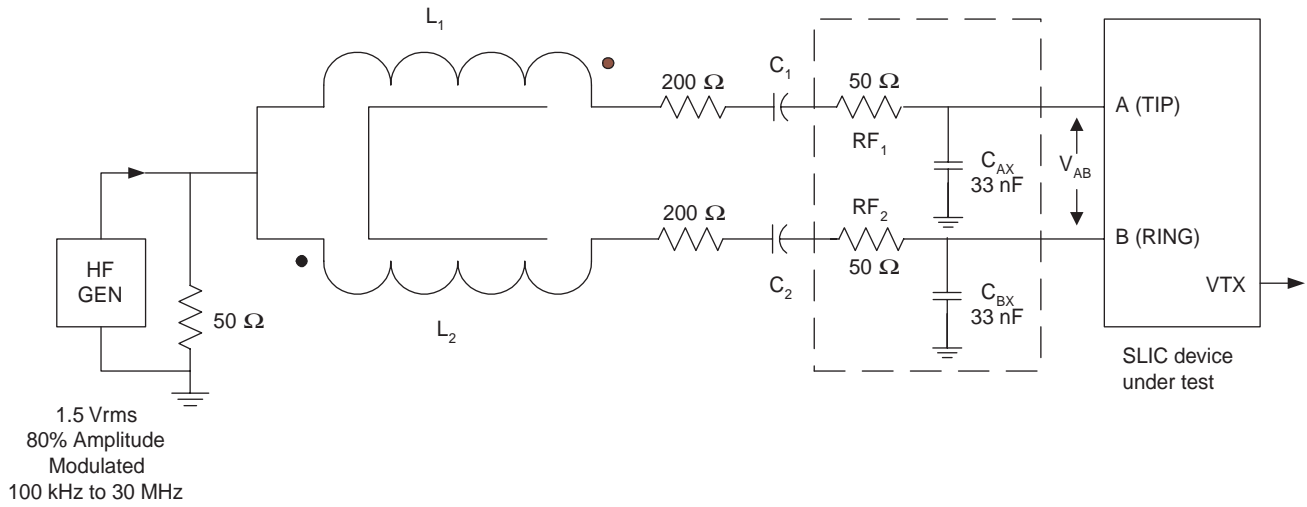 L1
C1
200 Ω
50 Ω
RF1
A (TIP)
CAX
33 nF
VAB
200 Ω
RF2
B (RING)
HF
GEN
50 Ω
C2
50 Ω
CBX
33 nF
VTX
L2
SLIC device
under test
1.5 Vrms
80% Amplitude
Modulated
100 kHz to 30 MHz